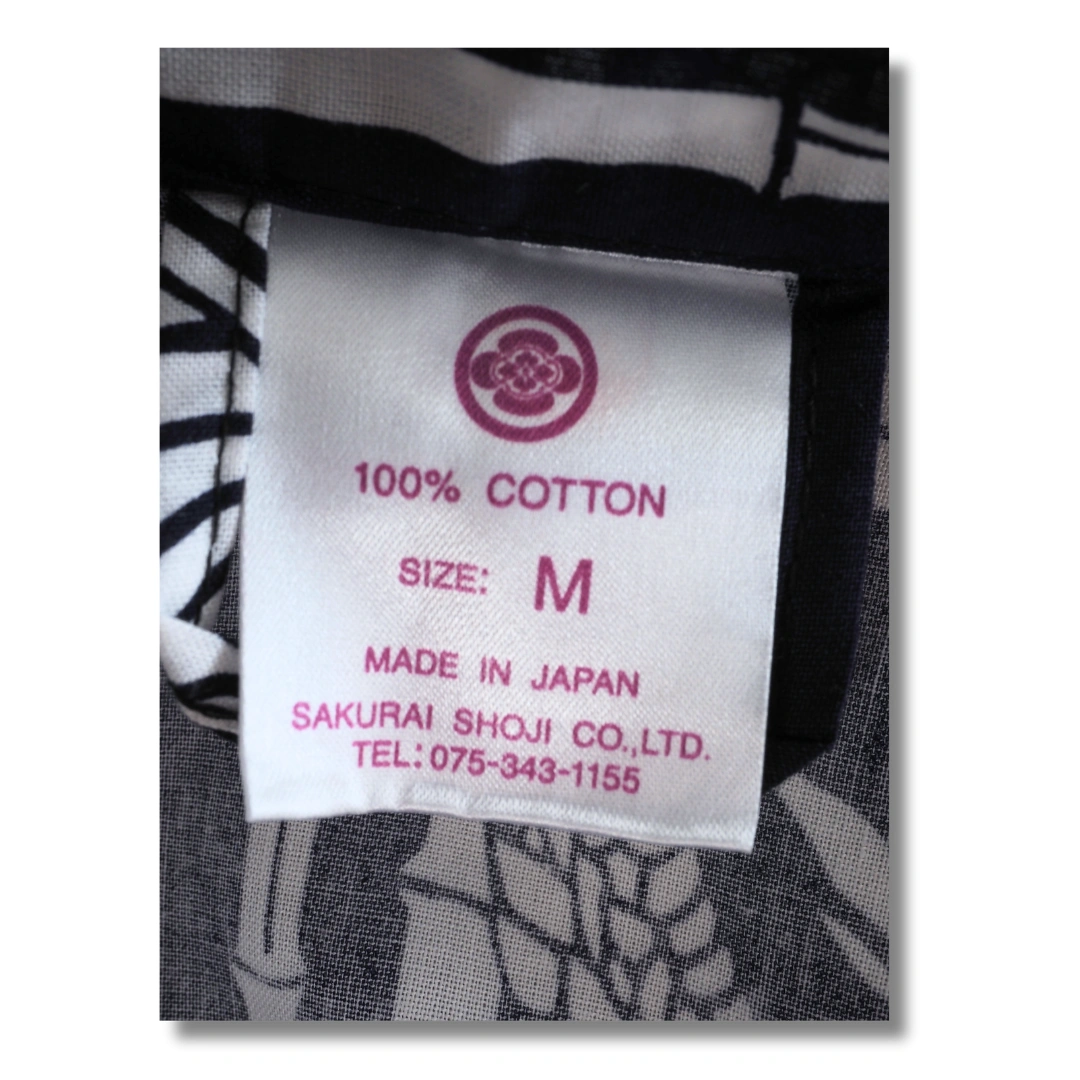 100% COTTON
SIZE: M
MADE IN JAPAN
SAKURAI SHOJI CO.,LTD.
TEL:075-343-1155